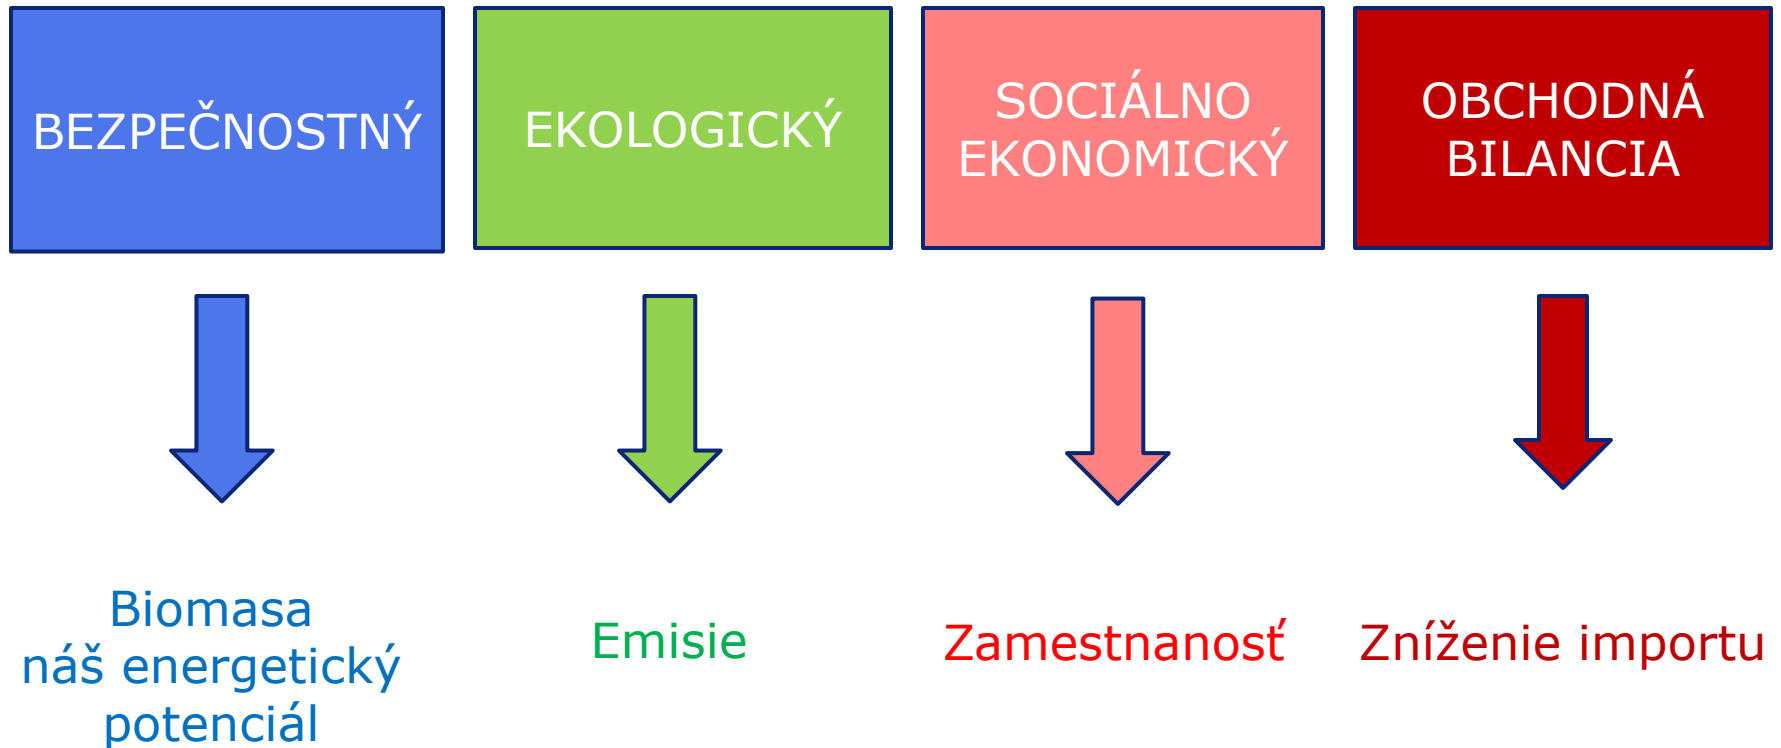 BEZPEČNOSTNÝ
EKOLOGICKÝ
SOCIÁLNO
EKONOMICKÝ
OBCHODNÁ
BILANCIA
Biomasa
náš energetický
potenciál
Emisie
Zamestnanosť
Zníženie importu